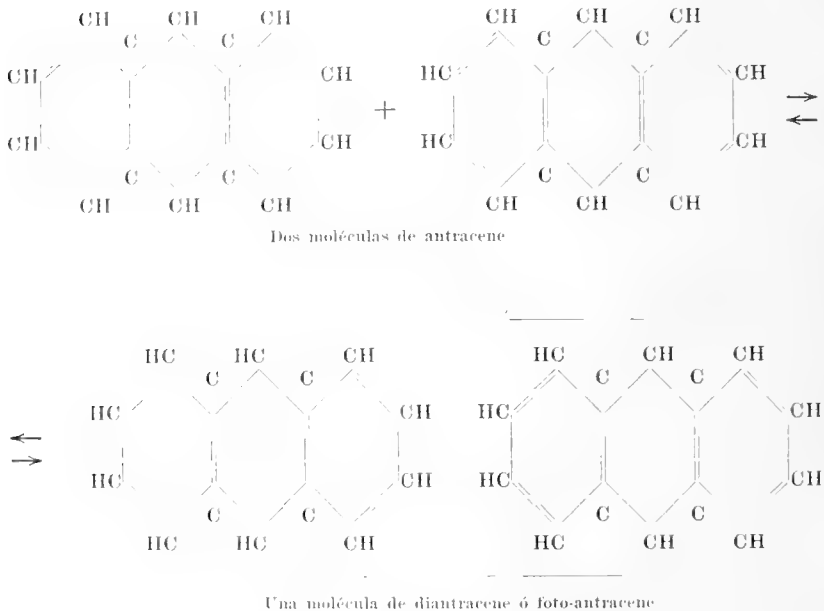 CH CH CH CH CH CH
C C C C
CH CH HC CH
+
CH CH HC CH
C C C C
CH CH CH CH CH CH
Dos moléculas de antracene
HC HC CH HC CH CH
C C C C
HC CH HC CH
HC CH HC CH
C C C C
HC HC CH HC CH CH
Una molécula de diantracene ó foto-antracene